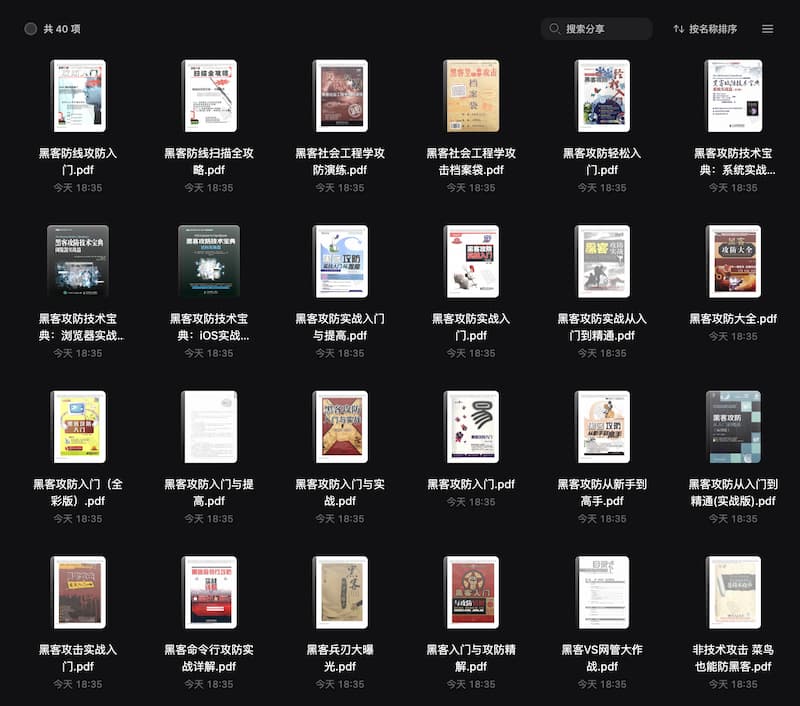 共 40 项
搜索分享
按名称排序
黑客防线攻防入
门.pdf
今天 18:35
黑客防线扫描全攻
略.pdf
今天 18:35
黑客社会工程学攻
防演练.pdf
今天 18:35
黑客社会工程学攻
击档案袋.pdf
今天 18:35
黑客攻防轻松入
门.pdf
今天 18:35
黑客攻防技术宝
典：系统实战...
今天 18:35
黑客攻防技术宝
典：浏览器实战...
今天 18:35
黑客攻防技术宝
典：iOS实战...
今天 18:35
黑客攻防实战入门
与提高.pdf
今天 18:35
黑客攻防实战入
门.pdf
今天 18:35
黑客攻防实战从入
门到精通.pdf
今天 18:35
黑客攻防大全.pdf
今天 18:35
黑客攻防入门（全
彩版）.pdf
今天 18:35
黑客攻防入门与提
高.pdf
今天 18:35
黑客攻防入门与实
战.pdf
今天 18:35
黑客攻防入门.pdf
今天 18:35
黑客攻防从新手到
高手.pdf
今天 18:35
黑客攻防从入门到
精通(实战版).pdf
今天 18:35
黑客攻击实战入
门.pdf
今天 18:35
黑客命令行攻防实
战详解.pdf
今天 18:35
黑客兵刃大曝
光.pdf
今天 18:35
黑客入门与攻防精
解.pdf
今天 18:35
黑客VS网管大作
战.pdf
今天 18:35
非技术攻击 菜鸟
也能防黑客.pdf
今天 18:35